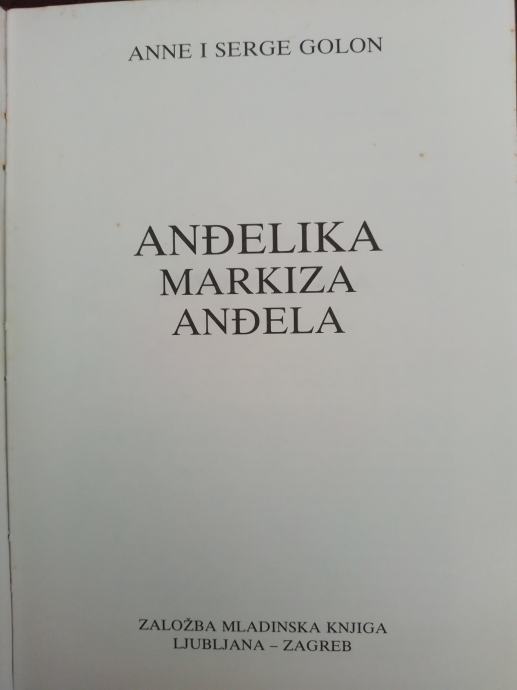 ANNE I SERGE GOLON
ANĐELIKA
MARKIZA
ANĐELA
ZALOŽBA MLADINSKA KNJIGA
LJUBLJANA – ZAGREB